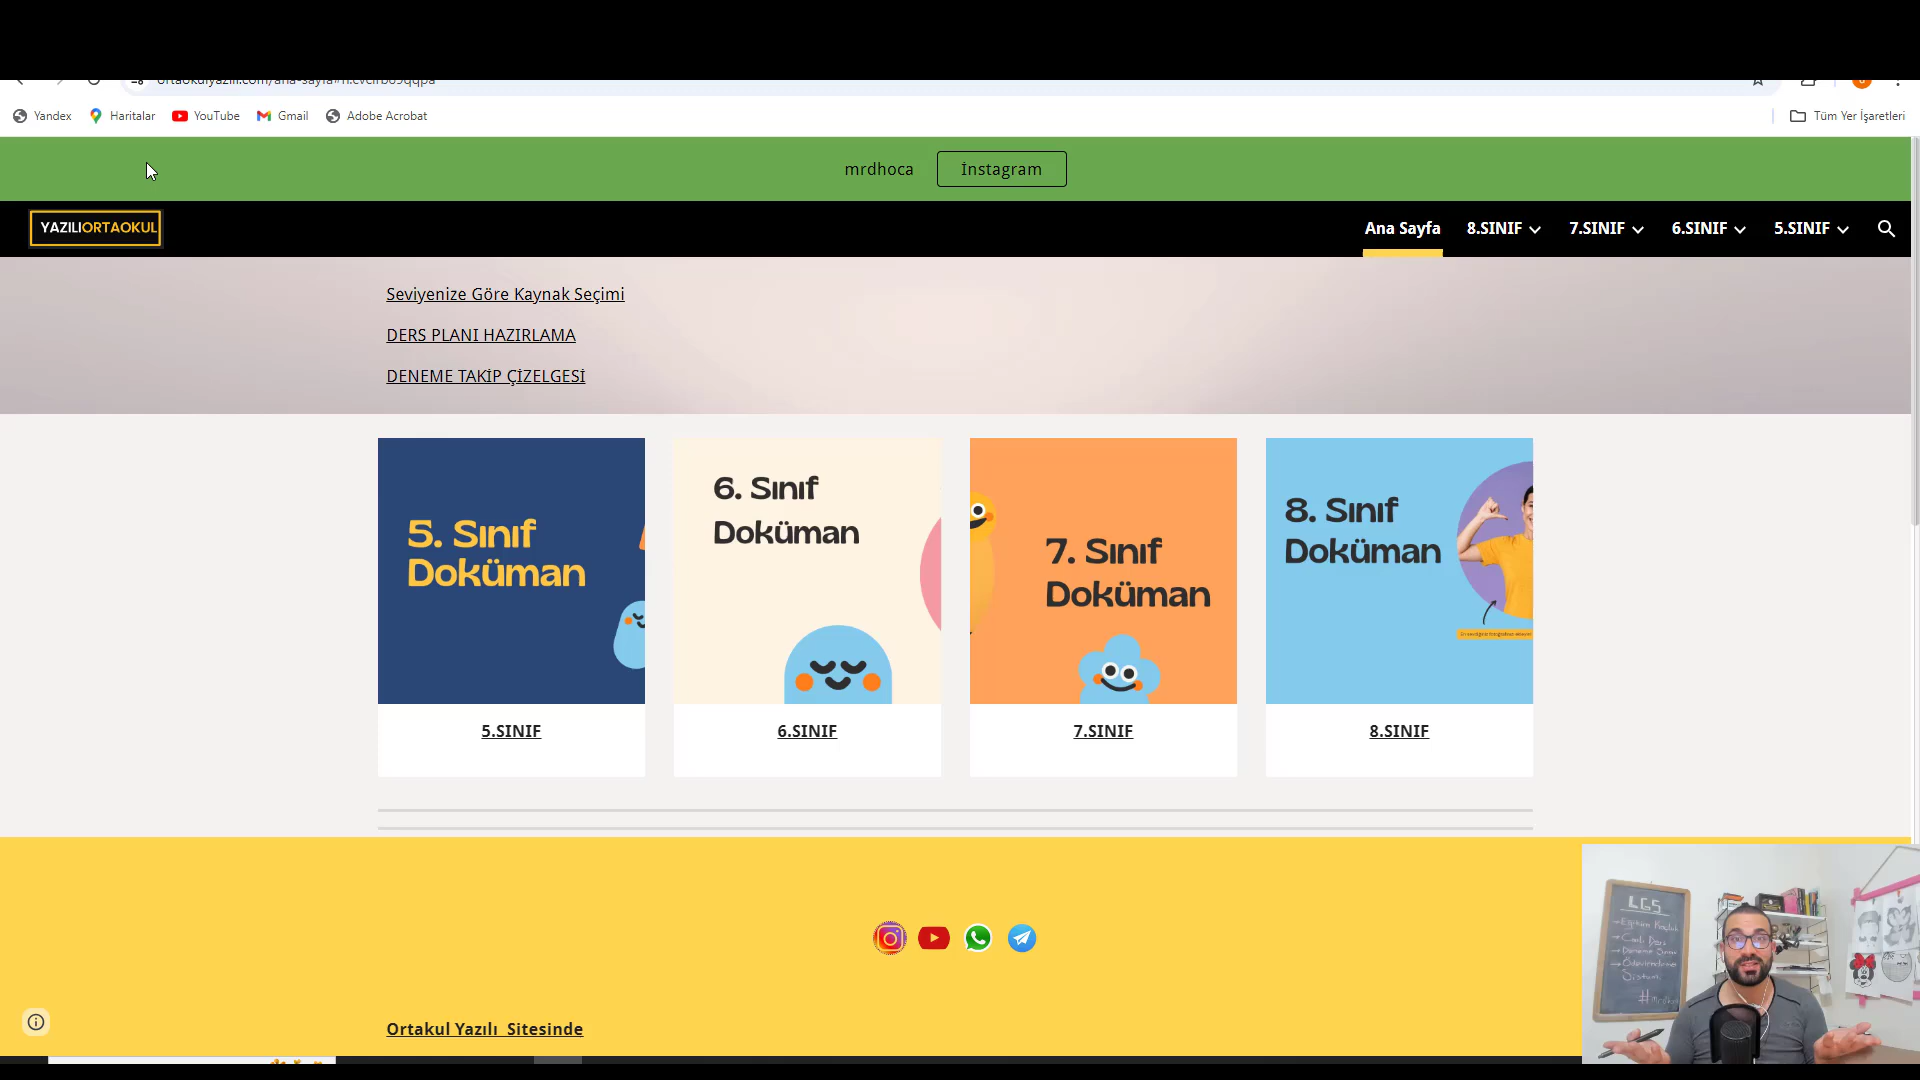 Yandex
Haritalar
YouTube
Gmail
Adobe Acrobat
Tüm Yer İşaretleri
mrdhoca
İnstagram
YAZILIORTAOKUL
Ana Sayfa
8.SINIF
7.SINIF
6.SINIF
5.SINIF
Seviyenize Göre Kaynak Seçimi
DERS PLANI HAZIRLAMA
DENEME TAKİP ÇİZELGESİ
5. Sınıf
Doküman
6. Sınıf
Doküman
7. Sınıf
Doküman
8. Sınıf
Doküman
5.SINIF
6.SINIF
7.SINIF
8.SINIF
LGS
Ortakul Yazılı Sitesinde